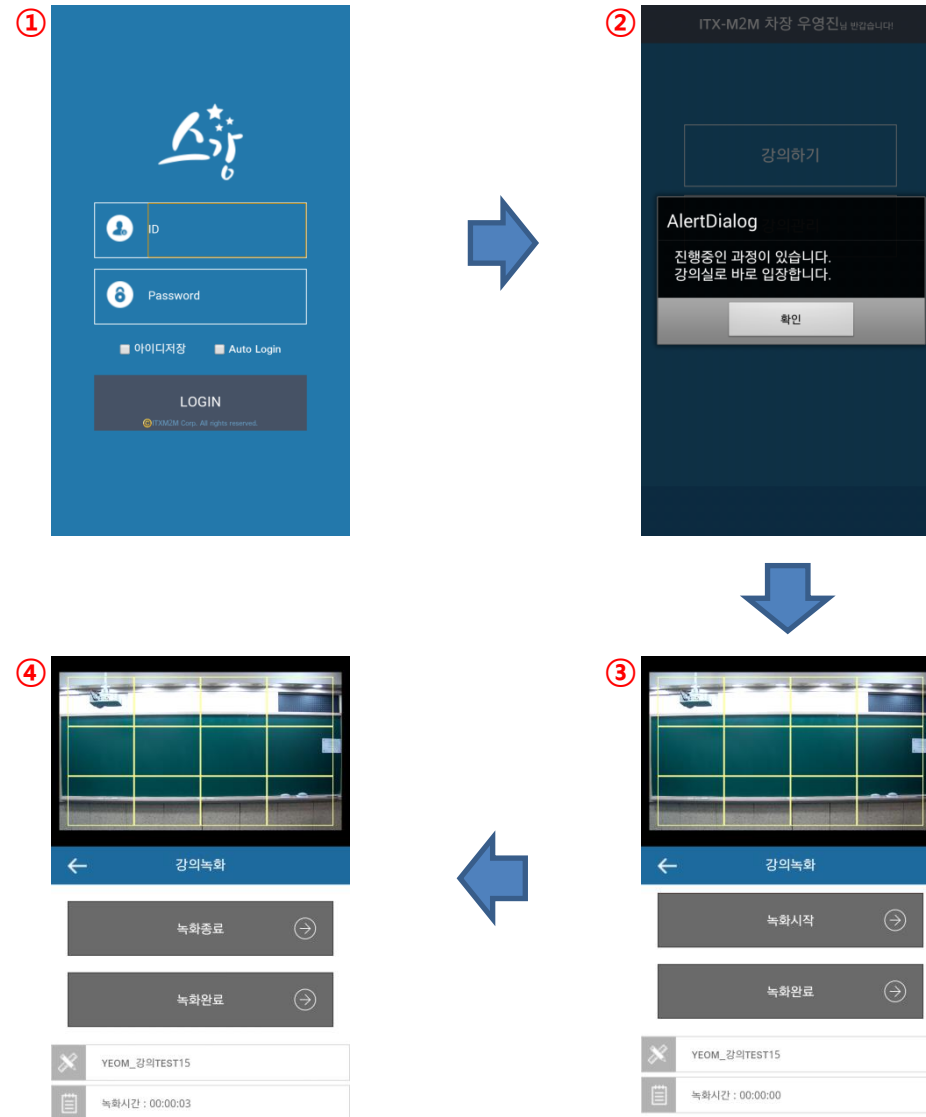 ①
스강
ID
Password
아이디저장
Auto Login
LOGIN
ⓒITXM2M Corp. All rights reserved.
②
ITX-M2M 차장 우영진님 반갑습니다!
강의하기
강의관리
AlertDialog
진행중인 과정이 있습니다.
강의실로 바로 입장합니다.
확인
③
강의녹화
녹화시작
녹화완료
YEOM_강의TEST15
녹화시간 : 00:00:00
④
강의녹화
녹화종료
녹화완료
YEOM_강의TEST15
녹화시간 : 00:00:03